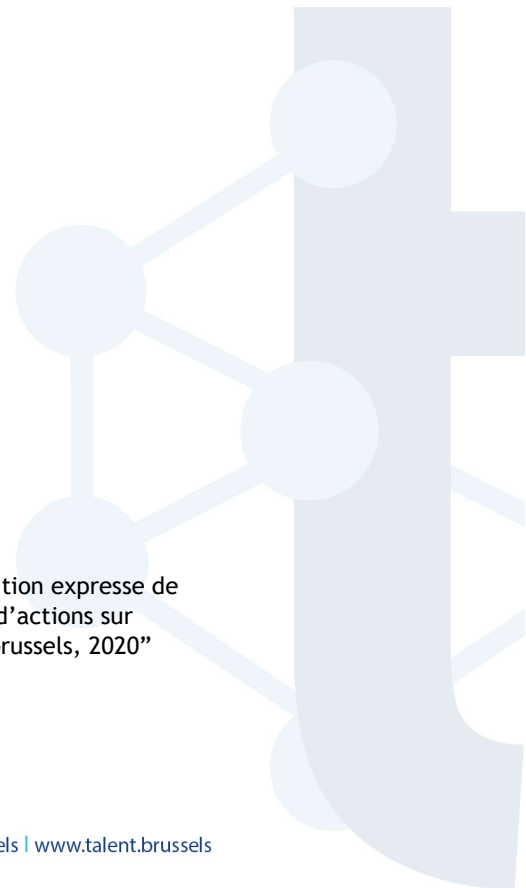 tion expresse de
d’actions sur
russels, 2020”
els | www.talent.brussels